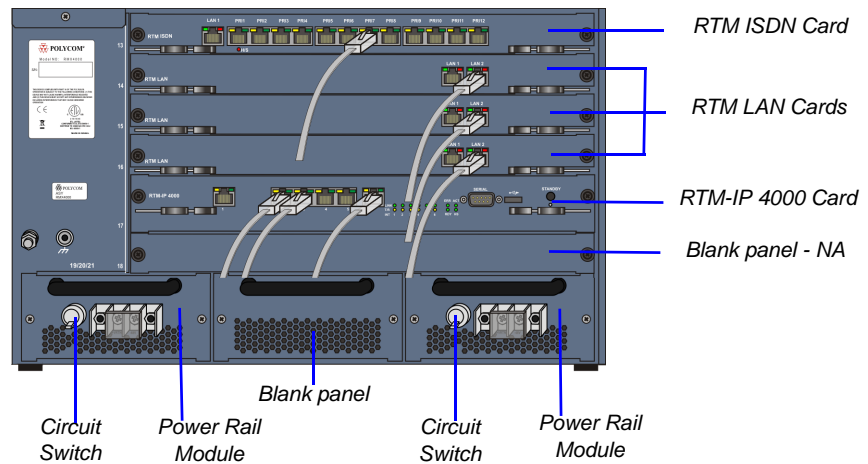 LAN 1 PRI1 PRI2 PRI3 PRI4 PRI5 PRI6 PRI7 PRI8 PRI9 PRI10 PRI11 PRI12
RTM ISDN
H/S
13
POLYCOM®
RTM ISDN Card
LAN 1 LAN 2
14
RTM LAN
LAN 1 LAN 2
15
RTM LAN
RTM LAN Cards
LAN 1 LAN 2
16
RTM LAN
POLYCOM
RTM-IP 4000
SERIAL
STANDBY
RTM-IP 4000 Card
17
Blank panel - NA
19/20/21
18
Blank panel
Circuit
Switch
Power Rail
Module
Circuit
Switch
Power Rail
Module